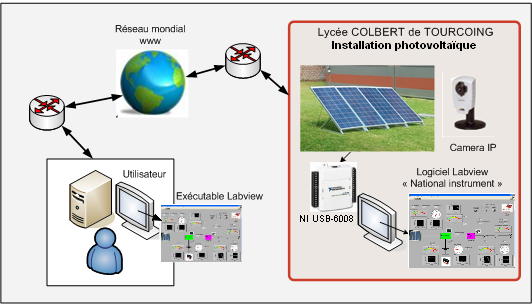 Réseau mondial
www
Lycée COLBERT de TOURCOING
Installation photovoltaïque
Camera IP
Utilisateur
Exécutable Labview
NI USB-6008
Logiciel Labview
« National instrument »